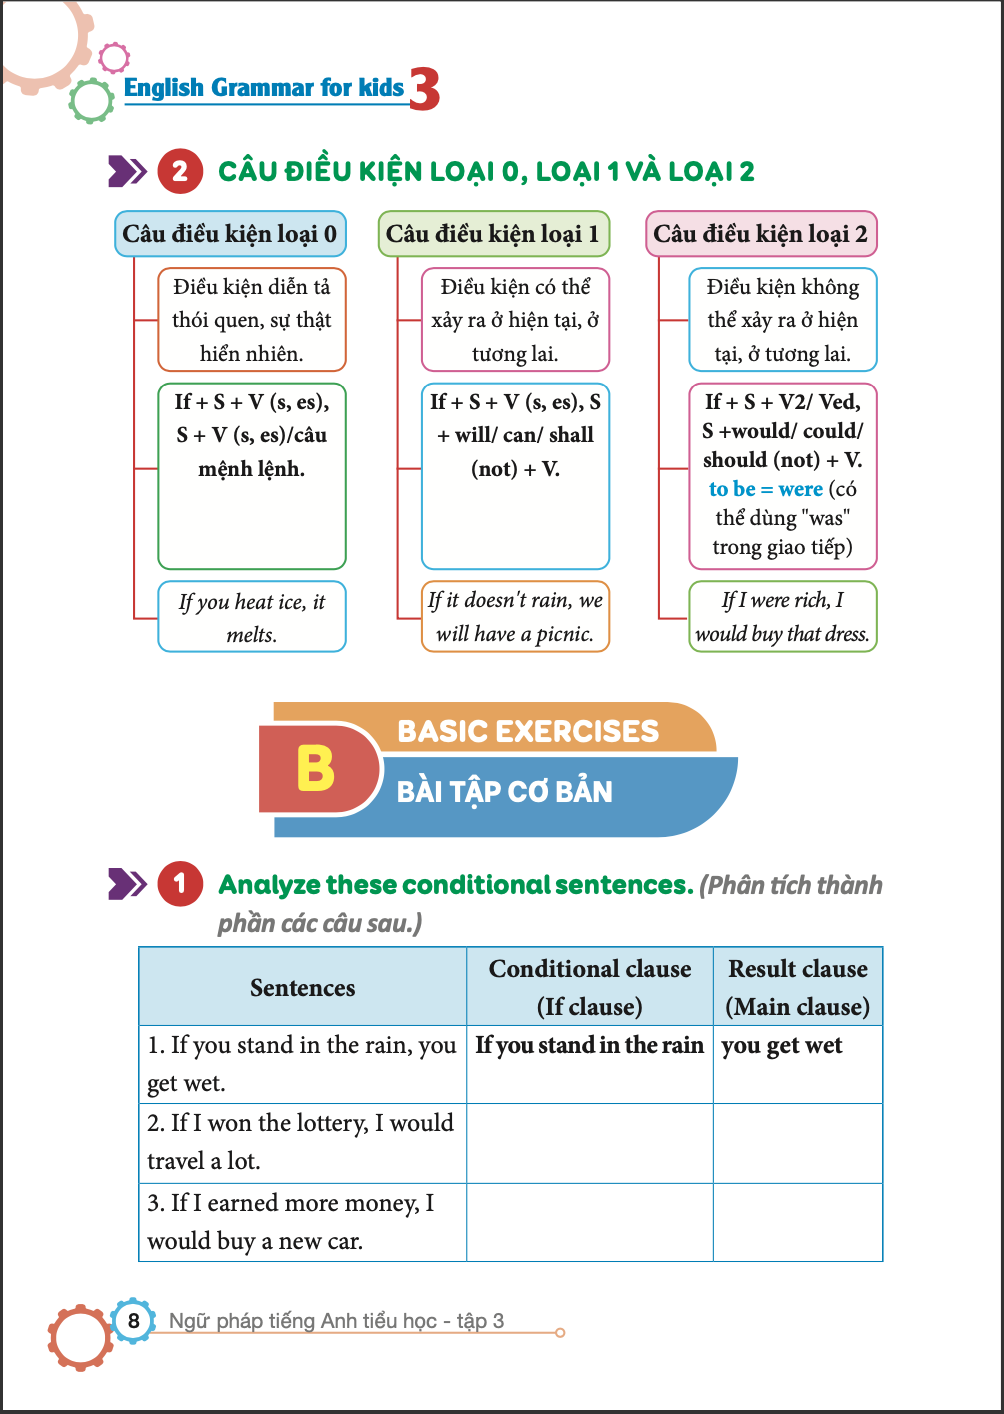 English Grammar for kids 3
2 CÂU ĐIỀU KIỆN LOẠI 0, LOẠI 1 VÀ LOẠI 2
Câu điều kiện loại 0
Điều kiện diễn tả
thói quen, sự thật
hiển nhiên.
If + S + V (s, es),
S + V (s, es)/câu
mệnh lệnh.
If you heat ice, it
melts.
Câu điều kiện loại 1
Điều kiện có thể
xảy ra ở hiện tại, ở
tương lai.
If + S + V (s, es), S
+ will/ can/ shall
(not) + V.
If it doesn't rain, we
will have a picnic.
Câu điều kiện loại 2
Điều kiện không
thể xảy ra ở hiện
tại, ở tương lai.
If + S + V2/ Ved,
S +would/ could/
should (not) + V.
to be = were (có
thể dùng "was"
trong giao tiếp)
If I were rich, I
would buy that dress.
B
BASIC EXERCISES
BÀI TẬP CƠ BẢN
1 Analyze these conditional sentences. (Phân tích thành
phần các câu sau.)
Sentences
Conditional clause
(If clause)
Result clause
(Main clause)
1. If you stand in the rain, you
get wet.
If you stand in the rain
you get wet
2. If I won the lottery, I would
travel a lot.
3. If I earned more money, I
would buy a new car.
8 Ngữ pháp tiếng Anh tiểu học - tập 3